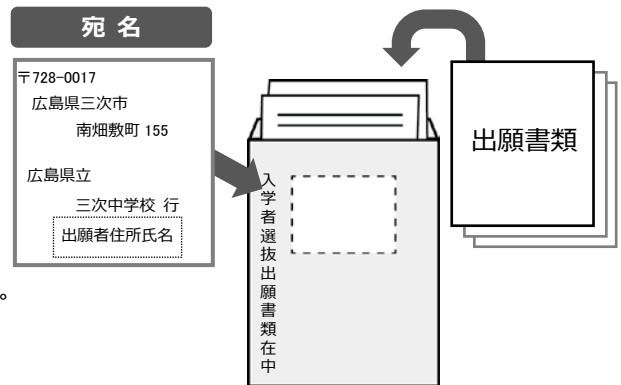 宛 名
〒728-0017
広島県三次市
南畑敷町 155
広島県立
三次中学校 行
出願者住所氏名
入学者選抜出願書類在中
出願書類
。